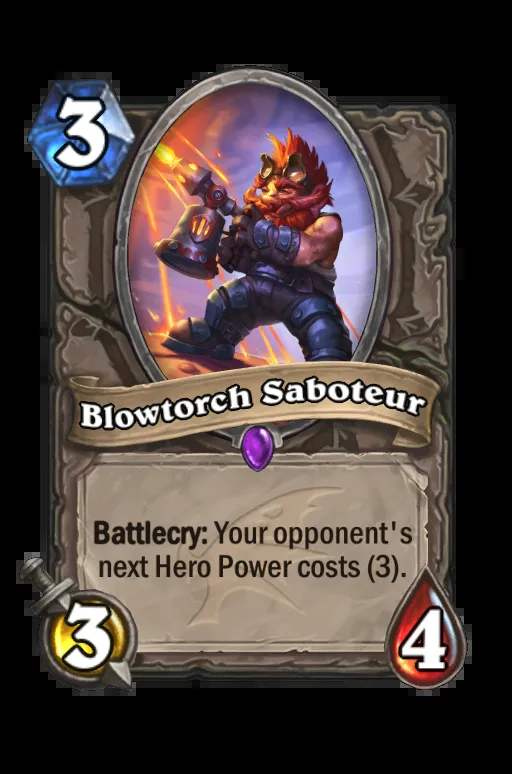 3
Blowtorch Saboteur
Battlecry: Your opponent's
next Hero Power costs (3).
3
4